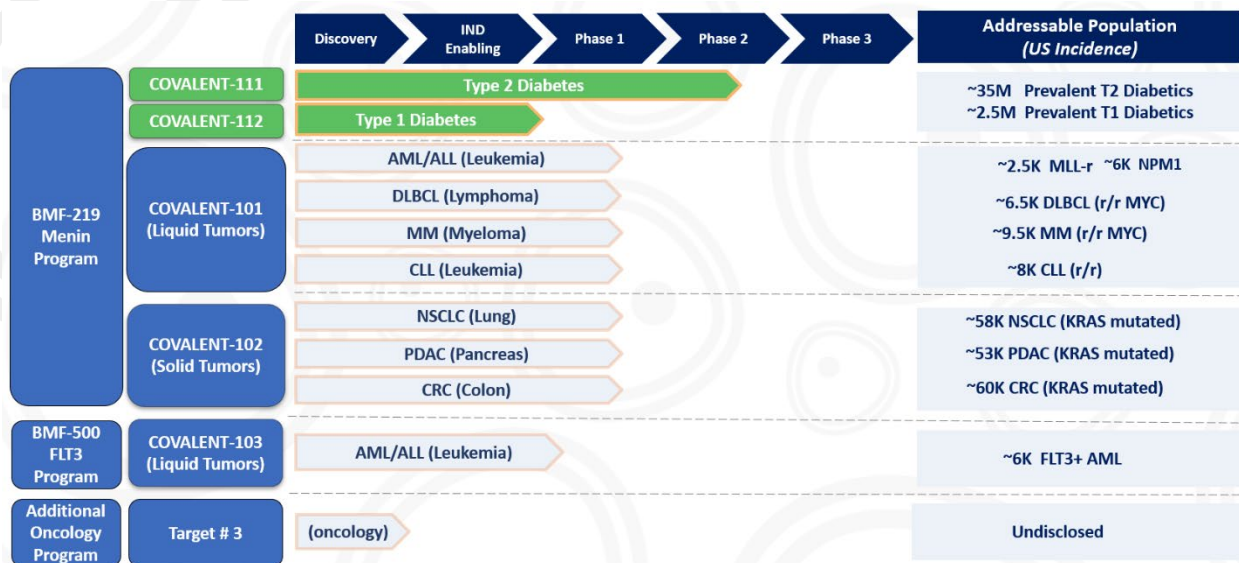 Discovery
IND
Enabling
Phase 1
Phase 2
Phase 3
Addressable Population
(US Incidence)
BMF-219
Menin
Program
COVALENT-111
Type 2 Diabetes
~35M Prevalent T2 Diabetics
COVALENT-112
Type 1 Diabetes
~2.5M Prevalent T1 Diabetics
COVALENT-101
(Liquid Tumors)
AML/ALL (Leukemia)
~2.5K MLL-r ~6K NPM1
DLBCL (Lymphoma)
~6.5K DLBCL (r/r MYC)
MM (Myeloma)
~9.5K MM (r/r MYC)
CLL (Leukemia)
~8K CLL (r/r)
COVALENT-102
(Solid Tumors)
NSCLC (Lung)
~58K NSCLC (KRAS mutated)
PDAC (Pancreas)
~53K PDAC (KRAS mutated)
CRC (Colon)
~60K CRC (KRAS mutated)
BMF-500
FLT3
Program
COVALENT-103
(Liquid Tumors)
AML/ALL (Leukemia)
~6K FLT3+ AML
Additional
Oncology
Program
Target # 3
(oncology)
Undisclosed